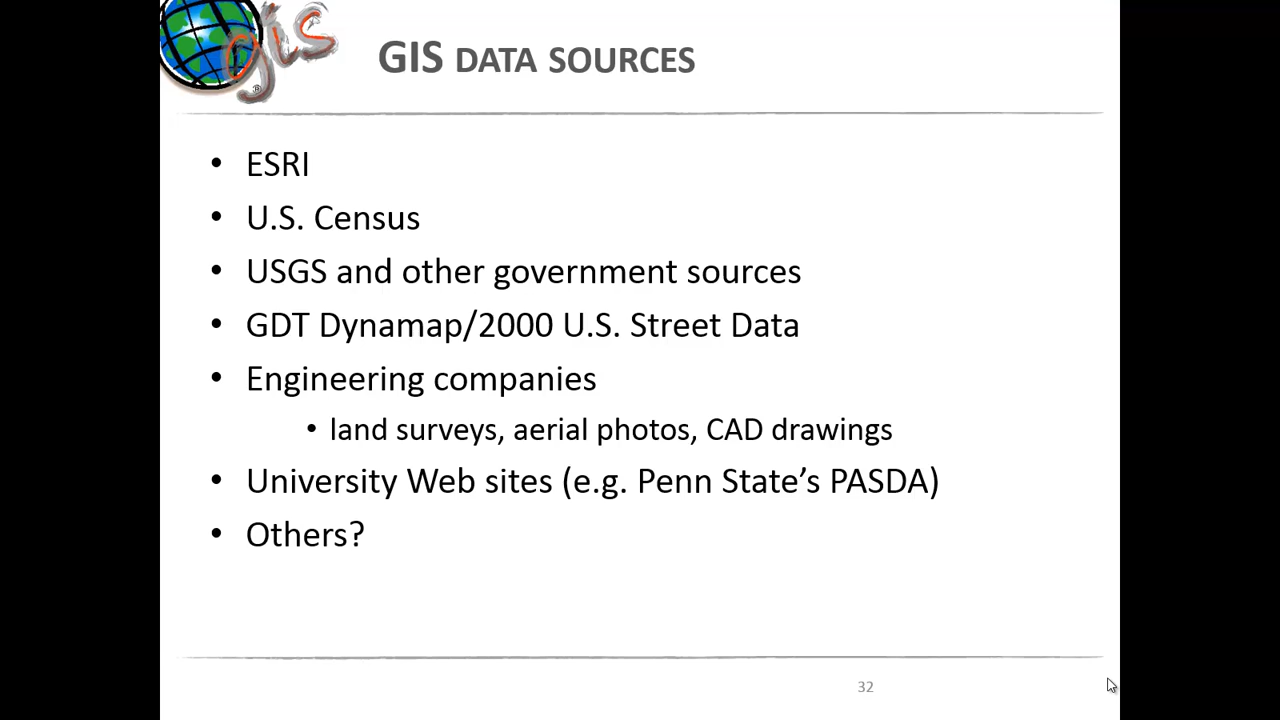 gis
®
GIS DATA SOURCES
• ESRI
• U.S. Census
• USGS and other government sources
• GDT Dynamap/2000 U.S. Street Data
• Engineering companies
• land surveys, aerial photos, CAD drawings
• University Web sites (e.g. Penn State’s PASDA)
• Others?
32